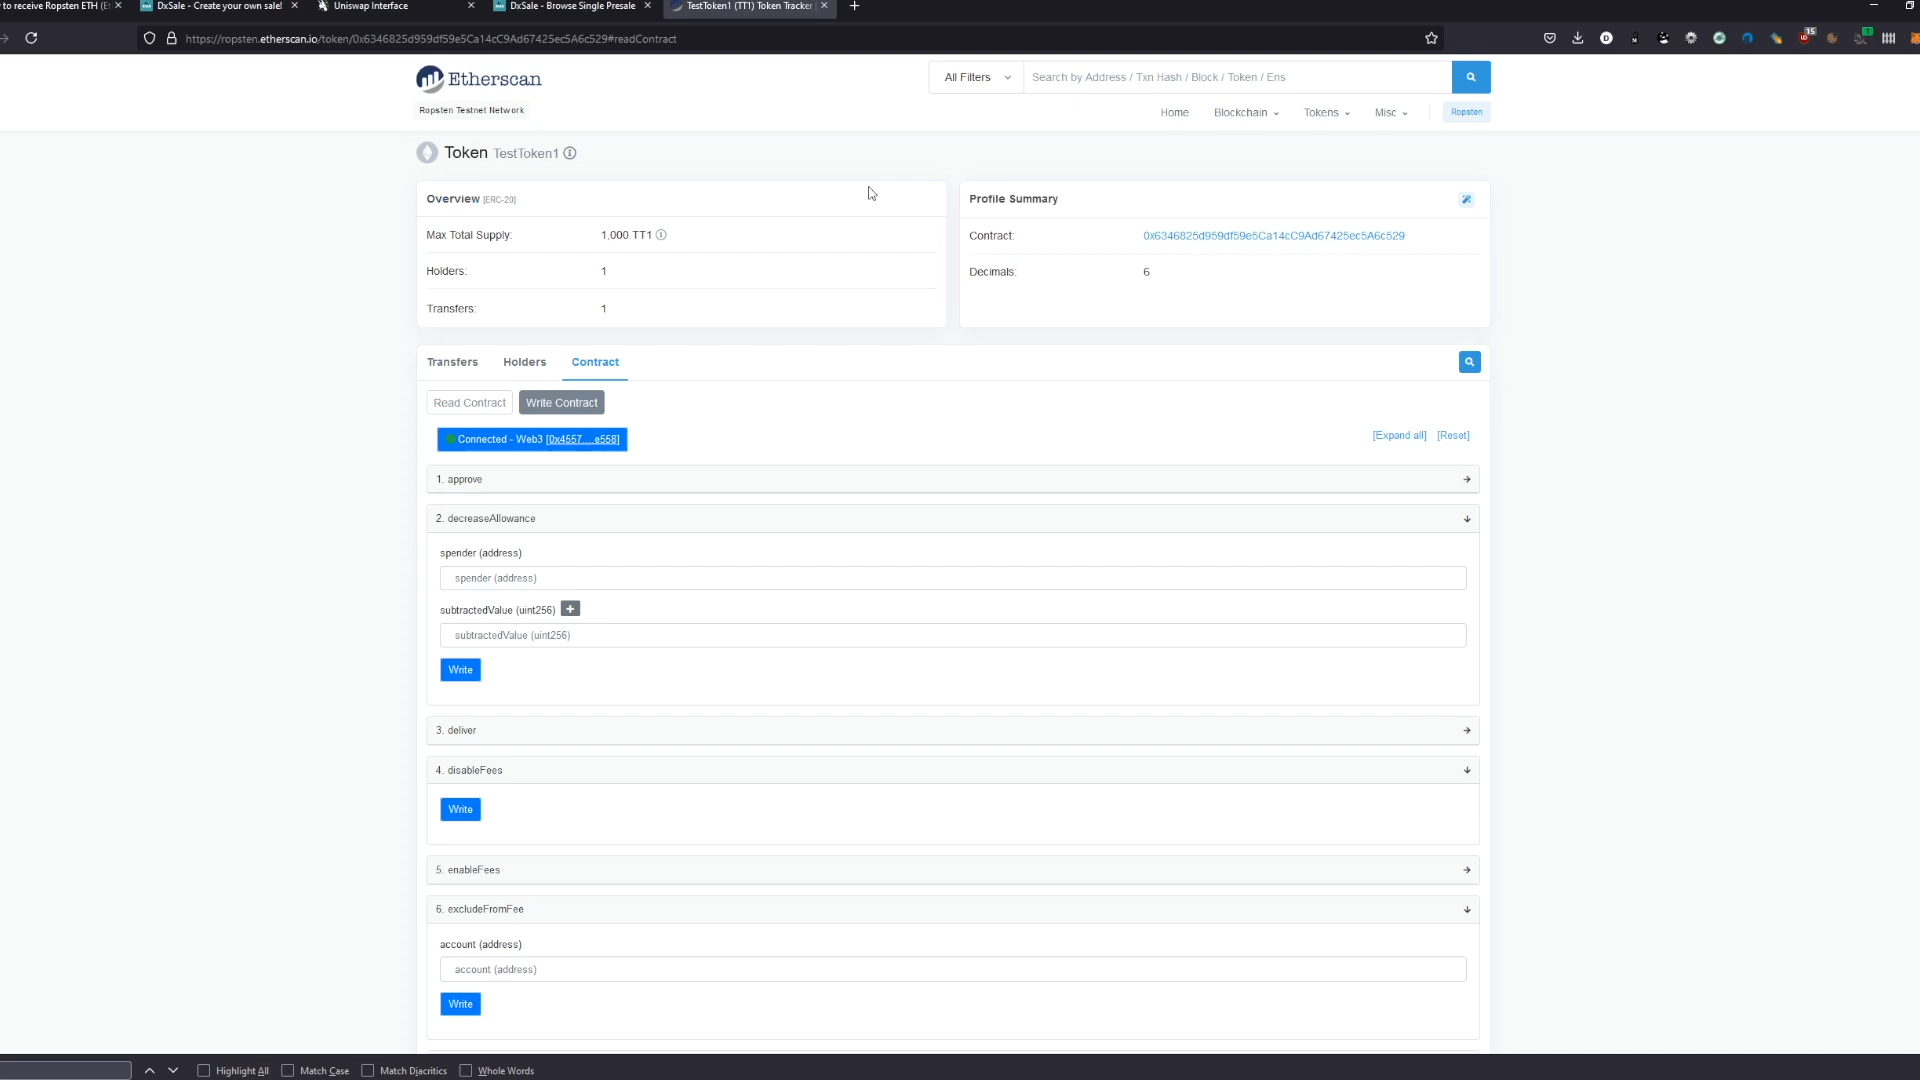 to receive Ropsten ETH (Et
DxSale - Create your own sale!
Uniswap Interface
DxSale - Browse Single Presale
TestToken1 (TT1) Token Tracker
https://ropsten.etherscan.io/token/0x6346825d959df59e5Ca14cC9Ad67425ec5A6c529#readContract
15
1
Etherscan
All Filters
Search by Address / Txn Hash / Block / Token / Ens
Ropsten Testnet Network
Home
Blockchain
Tokens
Misc
Ropsten
Token TestToken1
Overview [ERC-20]
Profile Summary
Max Total Supply:
1,000 TT1
Contract:
0x6346825d959df59e5Ca14cC9Ad67425ec5A6c529
Holders:
1
Decimals:
6
Transfers:
1
Transfers
Holders
Contract
Read Contract
Write Contract
Connected - Web3 [0x4557....e558]
[Expand all]
[Reset]
1. approve
2. decreaseAllowance
spender (address)
spender (address)
subtractedValue (uint256)
subtractedValue (uint256)
Write
3. deliver
4. disableFees
Write
5. enableFees
6. excludeFromFee
account (address)
account (address)
Write
Highlight All
Match Case
Match Diacritics
Whole Words